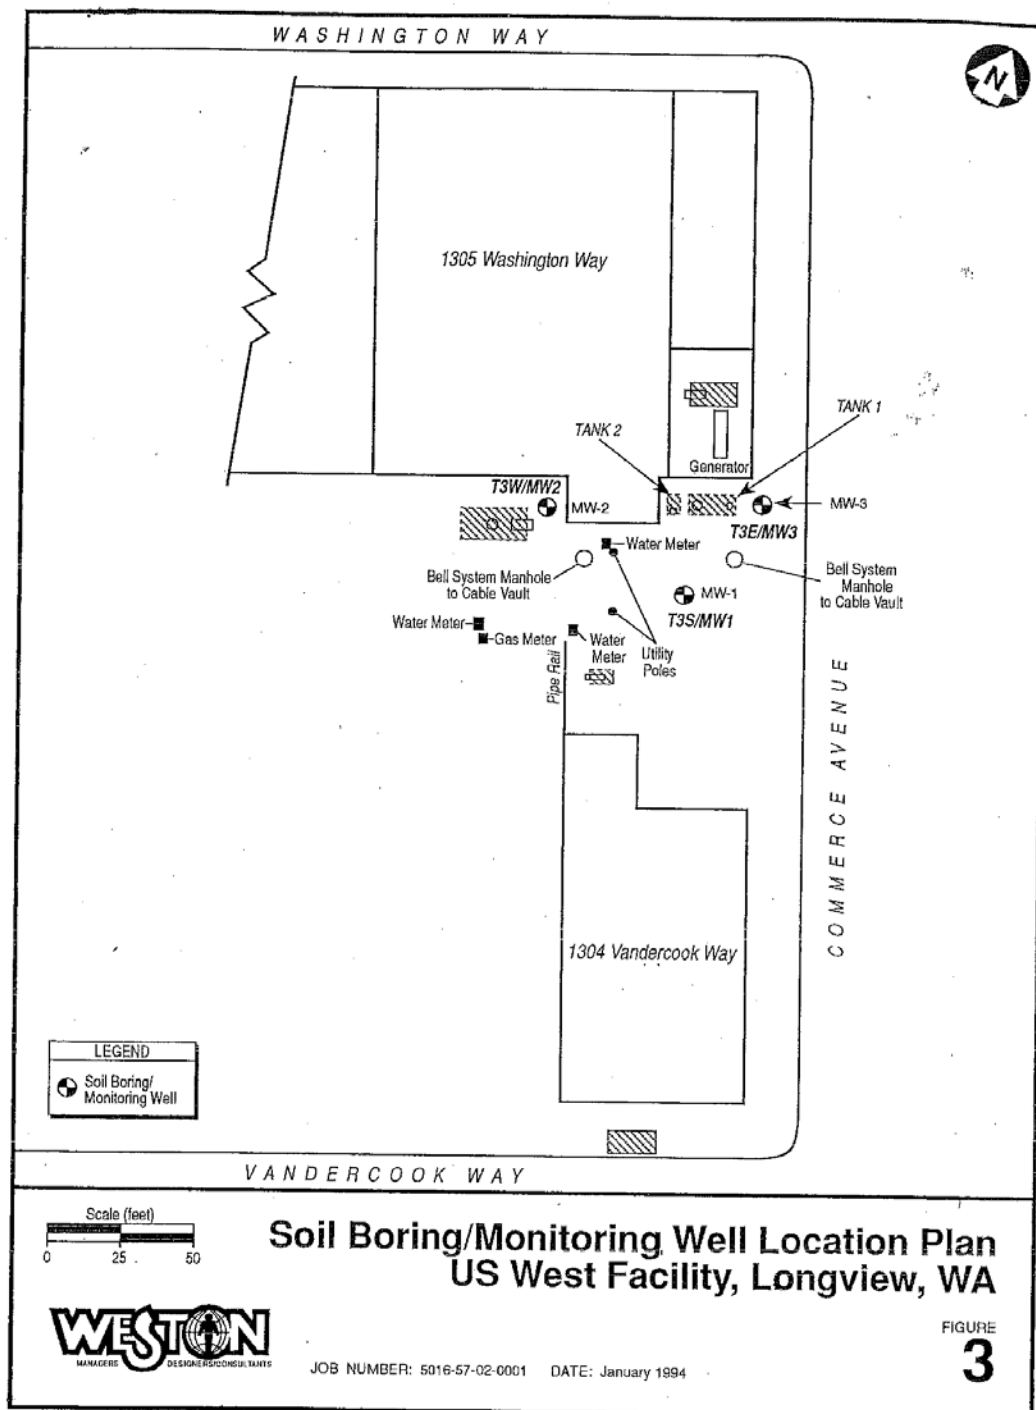 WASHINGTON WAY
N
1305 Washington Way
TANK 1
TANK 2
Generator
T3W/MW2
MW-2
MW-3
T3E/MW3
Water Meter
Bell System Manhole
to Cable Vault
Bell System
Manhole
to Cable Vault
MW-1
T3S/MW1
Water Meter
Gas Meter
Water
Meter
Utility
Poles
Pipe Rail
COMMERCE AVENUE
1304 Vandercook Way
LEGEND
Soil Boring/
Monitoring Well
VANDERCOOK WAY
Scale (feet)
0 25 50
Soil Boring/Monitoring Well Location Plan
US West Facility, Longview, WA
WESTON
MANAGERS DESIGNERS/CONSULTANTS
JOB NUMBER: 5016-57-02-0001 DATE: January 1994
FIGURE
3